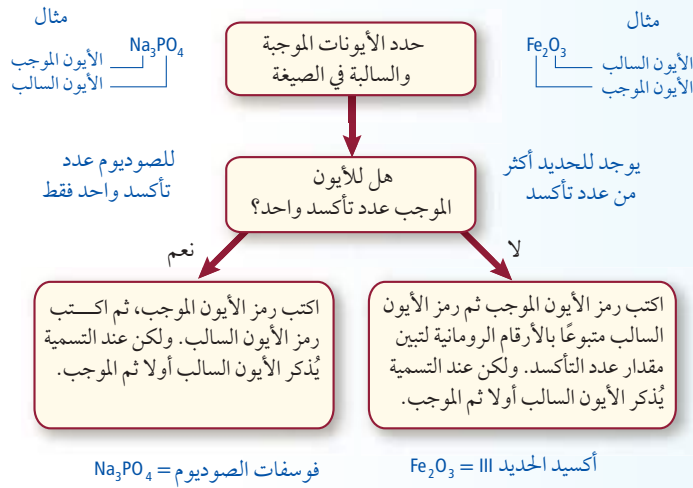 مثال
Fe₂O₃
الأيون السالب
الأيون الموجب
حدد الأيونات الموجبة
والسالبة في الصيغة
مثال
Na₃PO₄
الأيون الموجب
الأيون السالب
يوجد للحديد أكثر
من عدد تأكسد
هل للأيون
الموجب عدد تأكسد واحد؟
للصوديوم عدد
تأكسد واحد فقط
لا
نعم
اكتب رمز الأيون الموجب ثم رمز الأيون
السالب متبوعًا بالأرقام الرومانية لتبين
مقدار عدد التأكسد. ولكن عند التسمية
يُذكر الأيون السالب أولا ثم الموجب.
اكتب رمز الأيون الموجب، ثم اكـــتب
رمز الأيون السالب. ولكن عند التسمية
يُذكر الأيون السالب أولا ثم الموجب.
أكسيد الحديد Fe₂O₃ = III
فوسفات الصوديوم = Na₃PO₄